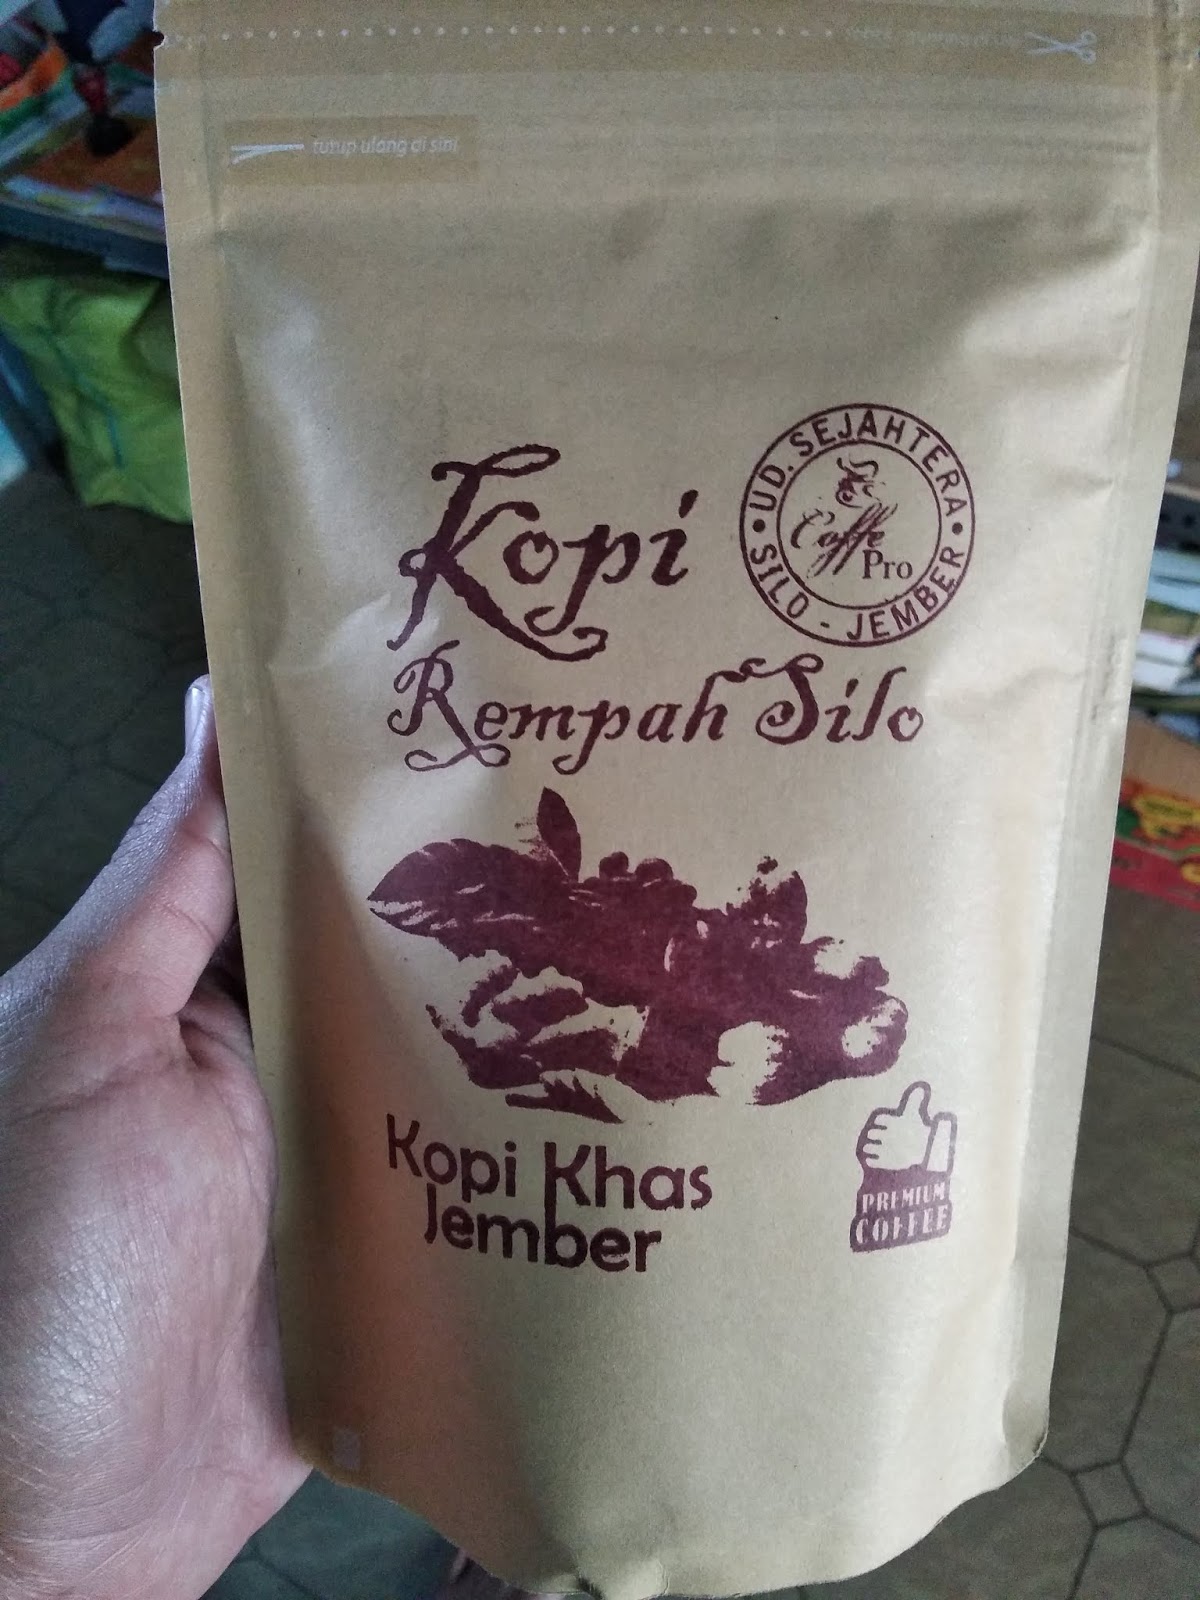 tutup ulang di sini
UD. SEJAHTERA
Coffe
Pro
SILO - JEMBER
Kopi
Rempah Silo
Kopi Khas
Jember
PREMIUM
COFFEE